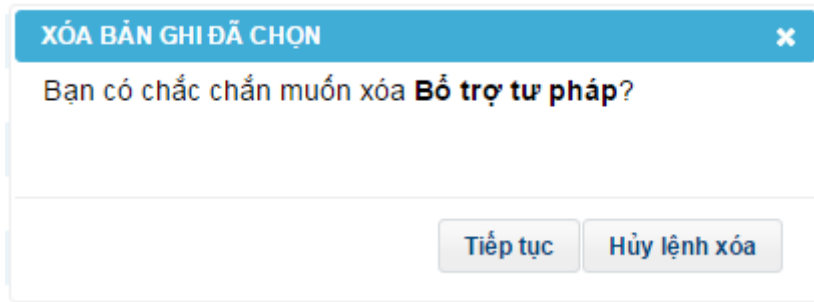 XÓA BẢN GHI ĐÃ CHỌN
Bạn có chắc chắn muốn xóa Bổ trợ tư pháp?
Tiếp tục Hủy lệnh xóa